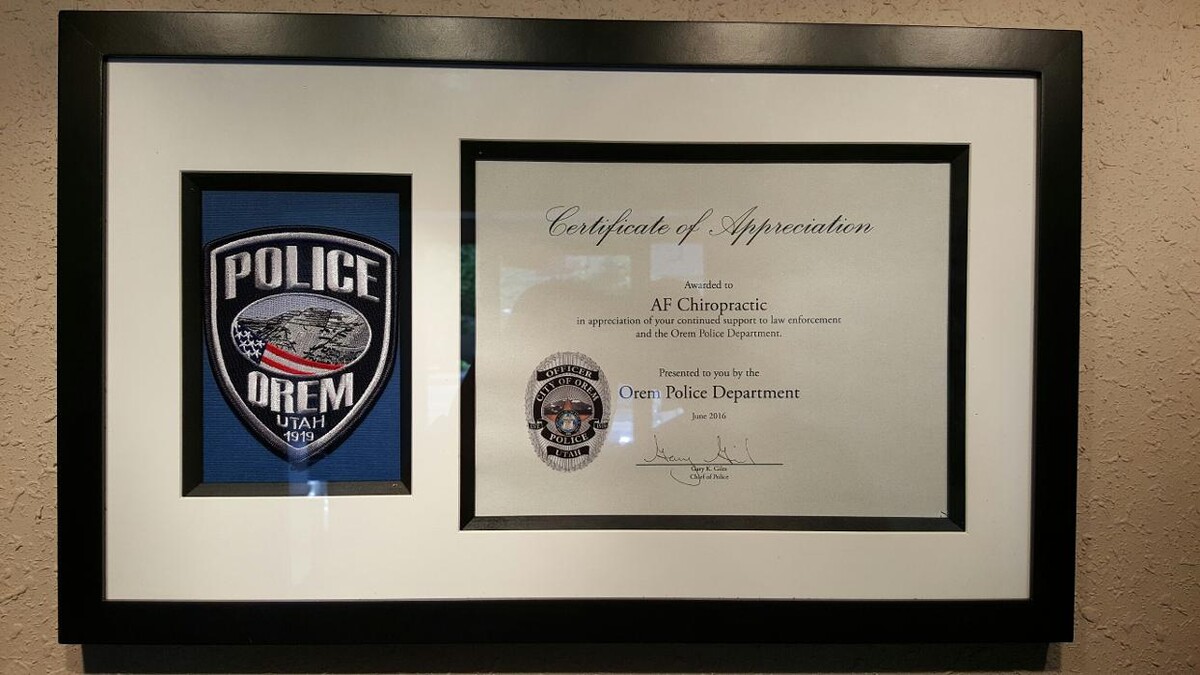 POLICE
OREM
UTAH
1919
Certificate of Appreciation
Awarded to
AF Chiropractic
in appreciation of your continued support to law enforcement
and the Orem Police Department.
Presented to you by the
Orem Police Department
June 2016
Gary K. Giles
Chief of Police
OFFICER
CITY OF OREM
POLICE
UTAH